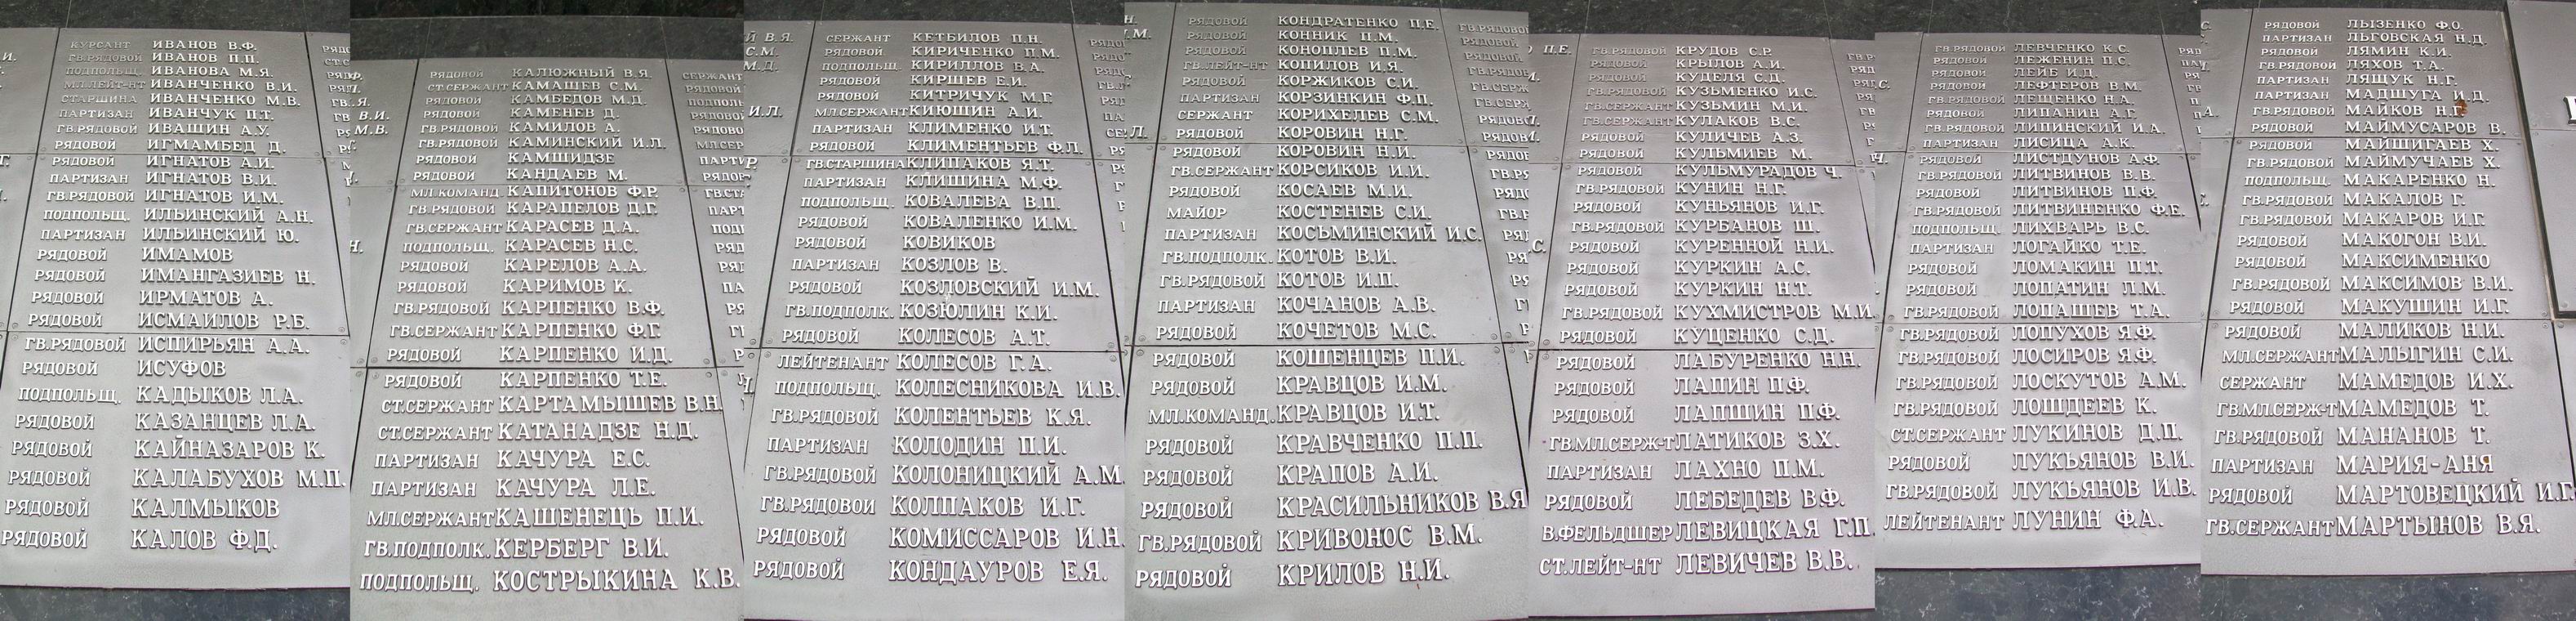 КУРСАНТ ИВАНОВ В.Ф.
ГВ.РЯДОВОЙ ИВАНОВ П.П.
ПОДПОЛЬЩ. ИВАНОВА М.Я.
МЛ.ЛЕЙТ-НТ ИВАНЧЕНКО В.И.
СТАРШИНА ИВАНЧЕНКО М.В.
ПАРТИЗАН ИВАНЧУК П.Т.
ГВ.РЯДОВОЙ ИВАШИН А.У.
РЯДОВОЙ ИГМАМБЕД Д.
РЯДОВОЙ ИГНАТОВ А.И.
ПАРТИЗАН ИГНАТОВ В.И.
ГВ.РЯДОВОЙ ИГНАТОВ И.М.
ПОДПОЛЬЩ. ИЛЬИНСКИЙ А.Н.
ПАРТИЗАН ИЛЬИНСКИЙ Ю.
РЯДОВОЙ ИМАМОВ
РЯДОВОЙ ИМАНГАЗИЕВ Н.
РЯДОВОЙ ИРМАТОВ А.
РЯДОВОЙ ИСМАИЛОВ Р.Б.
ГВ.РЯДОВОЙ ИСПИРЬЯН А.А.
РЯДОВОЙ ИСУФОВ
ПОДПОЛЬЩ. КАДЫКОВ Л.А.
РЯДОВОЙ КАЗАНЦЕВ Л.А.
РЯДОВОЙ КАЙНАЗАРОВ К.
РЯДОВОЙ КАЛАБУХОВ М.П.
РЯДОВОЙ КАЛМЫКОВ
РЯДОВОЙ КАЛОВ Ф.Д.
РЯДОВОЙ КАЛЮЖНЫЙ В.Я.
СТ.СЕРЖАНТ КАМАШЕВ С.М.
РЯДОВОЙ КАМБЕДОВ М.Д.
РЯДОВОЙ КАМЕНЕВ Д.
ГВ.РЯДОВОЙ КАМИЛОВ А.
ГВ.РЯДОВОЙ КАМИНСКИЙ И.Л.
РЯДОВОЙ КАМШИДЗЕ
РЯДОВОЙ КАНДАЕВ М.
МЛ.КОМАНД КАПИТОНОВ Ф.Р.
ГВ.РЯДОВОЙ КАРАПЕЛОВ Д.Г.
ГВ.СЕРЖАНТ КАРАСЕВ Д.А.
ПОДПОЛЬЩ. КАРАСЕВ Н.С.
РЯДОВОЙ КАРЕЛОВ А.А.
РЯДОВОЙ КАРИМОВ К.
ГВ.РЯДОВОЙ КАРПЕНКО В.Ф.
ГВ.СЕРЖАНТ КАРПЕНКО Ф.Г.
РЯДОВОЙ КАРПЕНКО И.Д.
РЯДОВОЙ КАРПЕНКО Т.Е.
СТ.СЕРЖАНТ КАРТАМЫШЕВ В.Н.
СТ.СЕРЖАНТ КАТАНАДЗЕ Н.Д.
ПАРТИЗАН КАЧУРА Е.С.
ПАРТИЗАН КАЧУРА Л.Е.
МЛ.СЕРЖАНТ КАШЕНЕЦЬ П.И.
ГВ.ПОДПОЛК. КЕРБЕРГ В.И.
ПОДПОЛЬЩ. КОСТРЫКИНА К.В.
СЕРЖАНТ КЕТБИЛОВ П.Н.
РЯДОВОЙ КИРИЧЕНКО П.М.
ПОДПОЛЬЩ. КИРИЛЛОВ В.А.
РЯДОВОЙ КИРШЕВ Е.И.
РЯДОВОЙ КИТРИЧУК М.Г.
МЛ.СЕРЖАНТ КИЮШИН А.И.
ПАРТИЗАН КЛИМЕНКО И.Т.
РЯДОВОЙ КЛИМЕНТЬЕВ Ф.Л.
ГВ.СТАРШИНА КЛИПАКОВ Я.Т.
ПАРТИЗАН КЛИШИНА М.Ф.
ПОДПОЛЬЩ. КОВАЛЕВА В.П.
РЯДОВОЙ КОВАЛЕНКО И.М.
РЯДОВОЙ КОВИКОВ
ПАРТИЗАН КОЗЛОВ В.
РЯДОВОЙ КОЗЛОВСКИЙ И.М.
ГВ.ПОДПОЛК. КОЗЮЛИН К.И.
РЯДОВОЙ КОЛЕСОВ А.Т.
ЛЕЙТЕНАНТ КОЛЕСОВ Г.А.
ПОДПОЛЬЩ. КОЛЕСНИКОВА И.В.
ГВ.РЯДОВОЙ КОЛЕНТЬЕВ К.Я.
ПАРТИЗАН КОЛОДИН П.И.
ГВ.РЯДОВОЙ КОЛОНИЦКИЙ А.М.
ГВ.РЯДОВОЙ КОЛПАКОВ И.Г.
РЯДОВОЙ КОМИССАРОВ И.Н.
РЯДОВОЙ КОНДАУРОВ Е.Я.
РЯДОВОЙ КОНДРАТЕНКО П.Е.
РЯДОВОЙ КОННИК П.М.
РЯДОВОЙ КОНОПЛЕВ П.М.
ГВ.ЛЕЙТ-НТ КОПИЛОВ И.Я.
РЯДОВОЙ КОРЖИКОВ С.И.
ПАРТИЗАН КОРЗИНКИН Ф.П.
СЕРЖАНТ КОРИХЕЛЕВ С.М.
РЯДОВОЙ КОРОВИН Н.Г.
РЯДОВОЙ КОРОВИН Н.И.
ГВ.СЕРЖАНТ КОРСИКОВ И.И.
РЯДОВОЙ КОСАЕВ М.И.
МАЙОР КОСТЕНЕВ С.И.
ПАРТИЗАН КОСЬМИНСКИЙ И.С.
ГВ.ПОДПОЛК. КОТОВ В.И.
ГВ.РЯДОВОЙ КОТОВ И.П.
ПАРТИЗАН КОЧАНОВ А.В.
РЯДОВОЙ КОЧЕТОВ М.С.
РЯДОВОЙ КОШЕНЦЕВ П.И.
РЯДОВОЙ КРАВЦОВ И.М.
МЛ.КОМАНД. КРАВЦОВ И.Т.
РЯДОВОЙ КРАВЧЕНКО П.П.
РЯДОВОЙ КРАПОВ А.И.
РЯДОВОЙ КРАСИЛЬНИКОВ В.Я
ГВ.РЯДОВОЙ КРИВОНОС В.М.
РЯДОВОЙ КРИЛОВ Н.И.
ГВ.РЯДОВОЙ КРУДОВ С.Р.
РЯДОВОЙ КРЫЛОВ А.И.
РЯДОВОЙ КУДЕЛЯ С.Д.
ГВ.РЯДОВОЙ КУЗЬМЕНКО И.С.
ГВ.СЕРЖАНТ КУЗЬМИН М.И.
ГВ.СЕРЖАНТ КУЛАКОВ В.С.
РЯДОВОЙ КУЛИЧЕВ А.З.
РЯДОВОЙ КУЛЬМИЕВ М.
РЯДОВОЙ КУЛЬМУРАДОВ Ч.
ГВ.РЯДОВОЙ КУНИН Н.Г.
РЯДОВОЙ КУНЬЯНОВ И.Г.
ГВ.РЯДОВОЙ КУРБАНОВ Ш.
РЯДОВОЙ КУРЕННОЙ Н.И.
РЯДОВОЙ КУРКИН А.С.
РЯДОВОЙ КУРКИН Н.Т.
ГВ.РЯДОВОЙ КУХМИСТРОВ М.И.
РЯДОВОЙ КУЦЕНКО С.Д.
РЯДОВОЙ ЛАБУРЕНКО Н.Н.
РЯДОВОЙ ЛАПИН П.Ф.
РЯДОВОЙ ЛАПШИН П.Ф.
ГВ.МЛ.СЕРЖ-Т ЛАТИКОВ З.Х.
ПАРТИЗАН ЛАХНО П.М.
РЯДОВОЙ ЛЕБЕДЕВ В.Ф.
В.ФЕЛЬДШЕР ЛЕВИЦКАЯ Г.П.
СТ.ЛЕЙТ-НТ ЛЕВИЧЕВ В.В.
ГВ.РЯДОВОЙ ЛЕВЧЕНКО К.С.
РЯДОВОЙ ЛЕЖЕНИН П.С.
РЯДОВОЙ ЛЕЙБ И.Д.
РЯДОВОЙ ЛЕФТЕРОВ В.М.
ГВ.РЯДОВОЙ ЛЕЩЕНКО Н.А.
РЯДОВОЙ ЛИПАНИН А.Г.
ГВ.РЯДОВОЙ ЛИПИНСКИЙ И.А.
ПАРТИЗАН ЛИСИЦА А.К.
РЯДОВОЙ ЛИСТДУНОВ А.Ф.
РЯДОВОЙ ЛИТВИНОВ В.В.
РЯДОВОЙ ЛИТВИНОВ П.Ф.
ГВ.РЯДОВОЙ ЛИТВИНЕНКО Ф.Е.
ПОДПОЛЬЩ. ЛИХВАРЬ В.С.
ПАРТИЗАН ЛОГАЙКО Т.Е.
РЯДОВОЙ ЛОМАКИН П.Т.
РЯДОВОЙ ЛОПАТИН Л.М.
ГВ.РЯДОВОЙ ЛОПАШЕВ Т.А.
ГВ.РЯДОВОЙ ЛОПУХОВ Я.Ф.
ГВ.РЯДОВОЙ ЛОСИРОВ Я.Ф.
ГВ.РЯДОВОЙ ЛОСКУТОВ А.М.
ГВ.РЯДОВОЙ ЛОШДЕЕВ К.
СТ.СЕРЖАНТ ЛУКИНОВ Д.П.
РЯДОВОЙ ЛУКЬЯНОВ В.И.
ГВ.РЯДОВОЙ ЛУКЬЯНОВ И.В.
ЛЕЙТЕНАНТ ЛУНИН Ф.А.
РЯДОВОЙ ЛЫЗЕНКО Ф.О.
ПАРТИЗАН ЛЬГОВСКАЯ Н.Д.
РЯДОВОЙ ЛЯМИН К.И.
ГВ.РЯДОВОЙ ЛЯХОВ Т.А.
ПАРТИЗАН ЛЯЩУК Н.Г.
ПАРТИЗАН МАДШУГА И.Д.
ГВ.РЯДОВОЙ МАЙКОВ Н.Г.
РЯДОВОЙ МАЙМУСАРОВ В.
РЯДОВОЙ МАЙШИГАЕВ Х.
ГВ.РЯДОВОЙ МАЙМУЧАЕВ Х.
ПОДПОЛЬЩ. МАКАРЕНКО Н.
ГВ.РЯДОВОЙ МАКАЛОВ Г.
ГВ.РЯДОВОЙ МАКАРОВ И.Г.
РЯДОВОЙ МАКОГОН В.И.
РЯДОВОЙ МАКСИМЕНКО
ГВ.РЯДОВОЙ МАКСИМОВ В.И.
РЯДОВОЙ МАКУШИН И.Г.
РЯДОВОЙ МАЛИКОВ Н.И.
МЛ.СЕРЖАНТ МАЛЫГИН С.И.
СЕРЖАНТ МАМЕДОВ И.Х.
ГВ.МЛ.СЕРЖ-Т МАМЕДОВ Т.
ГВ.РЯДОВОЙ МАНАНОВ Т.
ПАРТИЗАН МАРИЯ-АНЯ
РЯДОВОЙ МАРТОВЕЦКИЙ И.Г.
ГВ.СЕРЖАНТ МАРТЫНОВ В.Я.